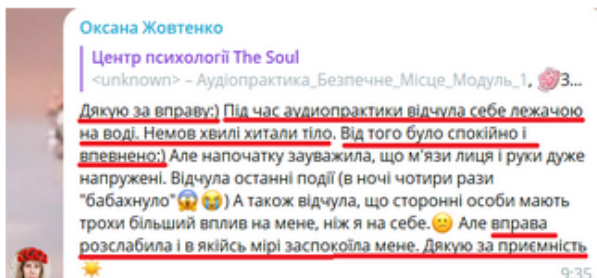 Оксана Жовтенко
Центр психології The Soul
<unknown> – Аудіопрактика_Безпечне_Місце_Модуль_1, 💐З...
Дякую за вправу:) Під час аудиопрактики відчула себе лежачою
на воді. Немов хвилі хитали тіло. Від того було спокійно і
впевнено:) Але напочатку зауважила, що м'язи лиця і руки дуже
напружені. Відчула останні події (в ночі чотири рази
"бабахнуло"😱😭) А також відчула, що сторонні особи мають
трохи більший вплив на мене, ніж я на себе.😕 Але вправа
розслабила і в якійсь мірі заспокоїла мене. Дякую за приємність
☀️ 9:35